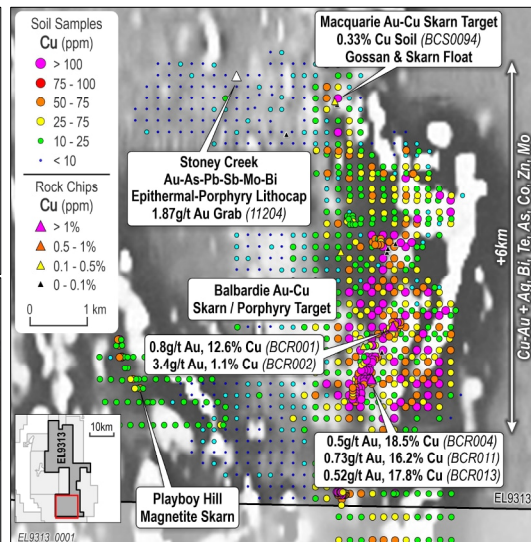 Soil Samples
Cu (ppm)
> 100
75 - 100
50 - 75
25 - 75
10 - 25
< 10
Rock Chips
Cu (ppm)
> 1%
0.5 - 1%
0.1 - 0.5%
0 - 0.1%
0 1 km
Macquarie Au-Cu Skarn Target
0.33% Cu Soil (BCS0094)
Gossan & Skarn Float
Stoney Creek
Au-As-Pb-Sb-Mo-Bi
Epithermal-Porphyry Lithocap
1.87g/t Au Grab (11204)
+6km
Cu-Au + Ag, Bi, Te, As, Co, Zn, Mo
Balbardie Au-Cu
Skarn / Porphyry Target
0.8g/t Au, 12.6% Cu (BCR001)
3.4g/t Au, 1.1% Cu (BCR002)
0.5g/t Au, 18.5% Cu (BCR004)
0.73g/t Au, 16.2% Cu (BCR011)
0.52g/t Au, 17.8% Cu (BCR013)
Playboy Hill
Magnetite Skarn
10km
EL9313
EL9313
EL9313_0001